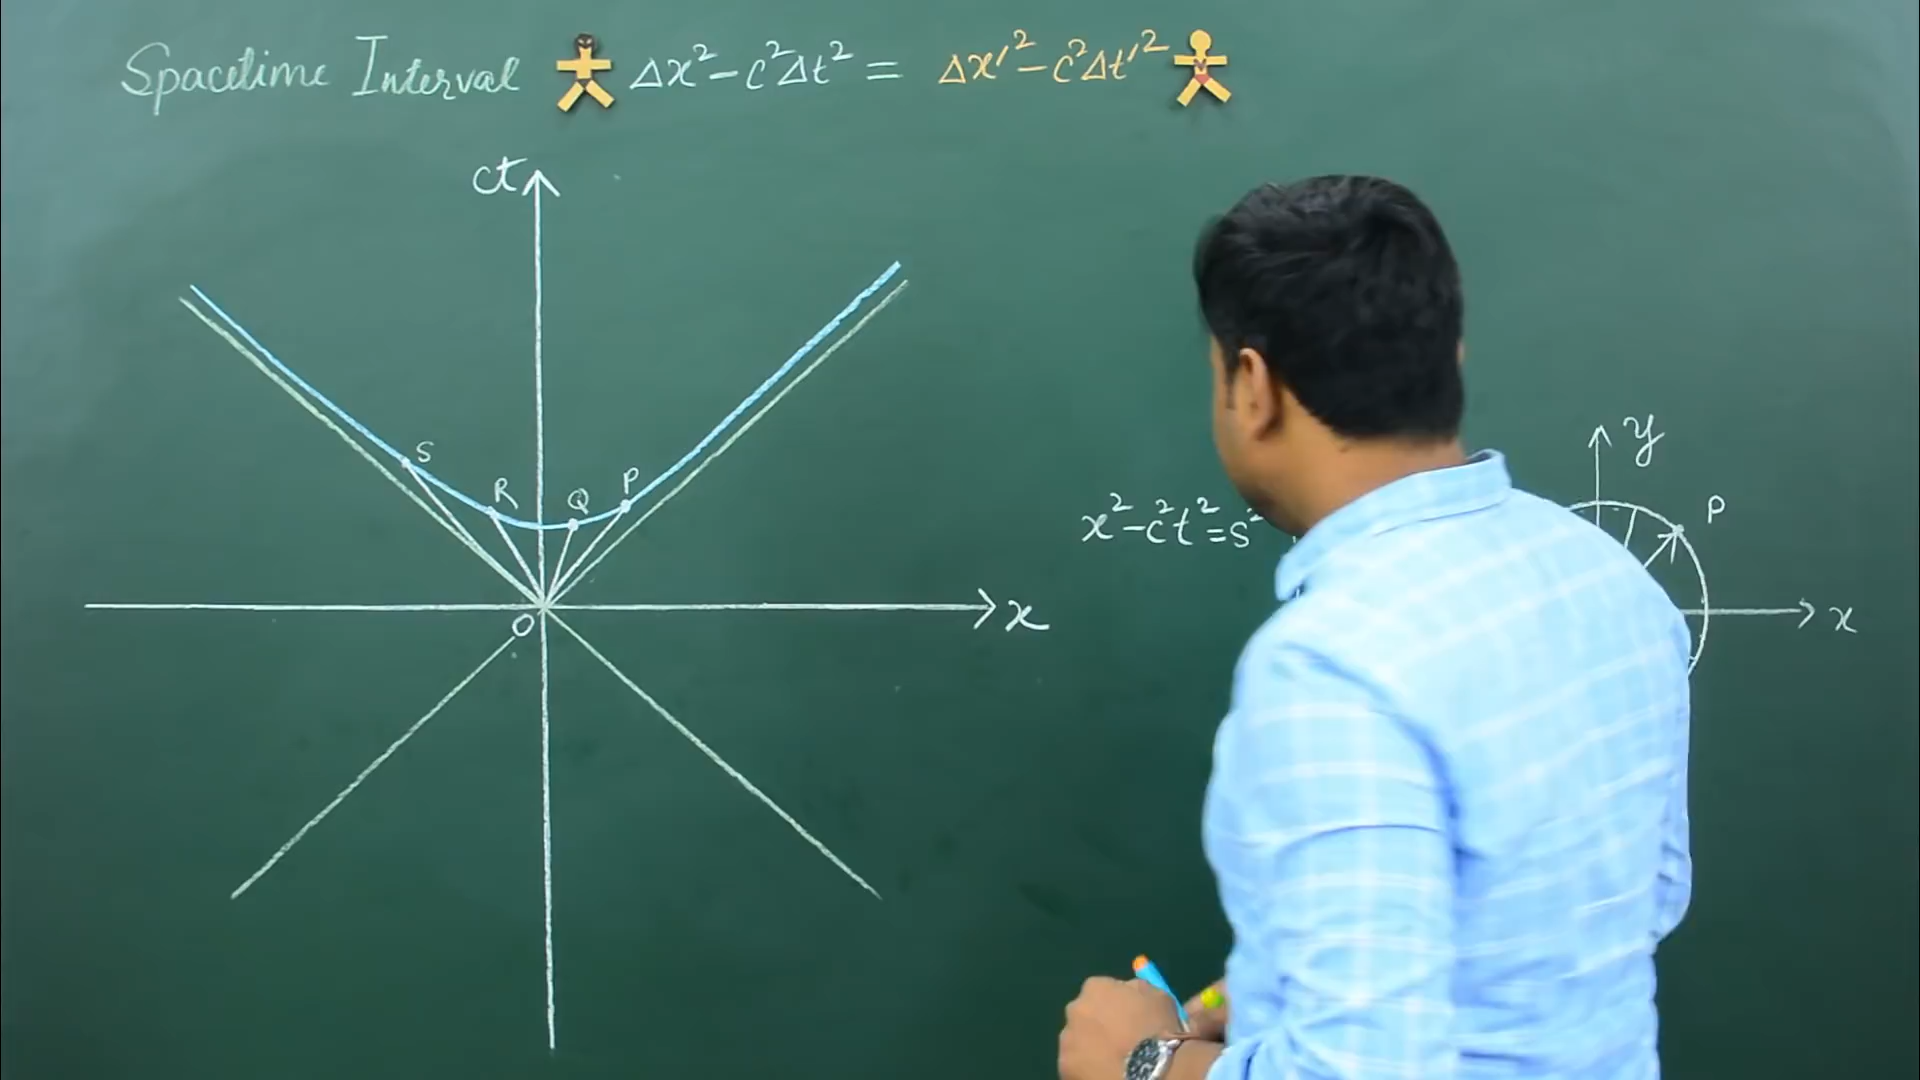 Spacetime Interval Δx²-c²Δt² = Δx'²-c²Δt'²
ct
S
R
Q
P
O
x
x²-c²t²=s²
y
P
x